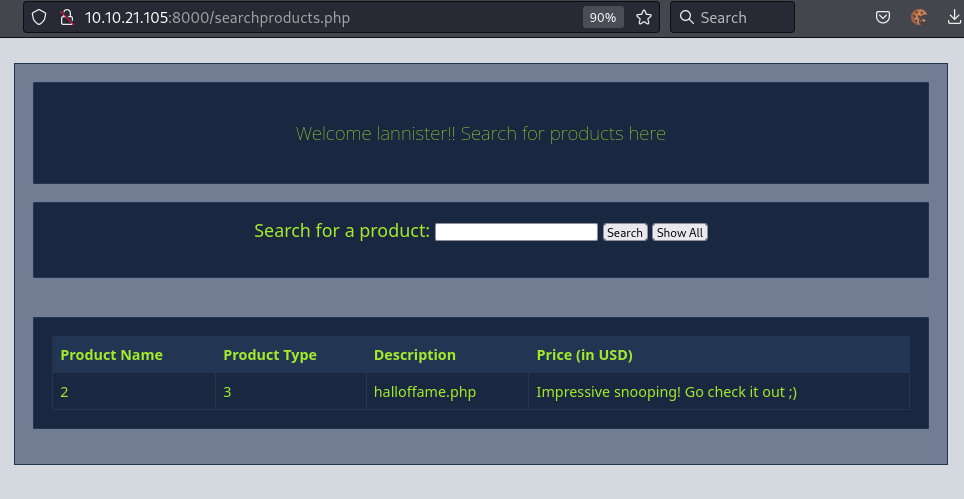 10.10.21.105:8000/searchproducts.php 90% Search
Welcome lannister!! Search for products here
Search for a product: Search Show All
Product Name Product Type Description Price (in USD)
2 3 halloffame.php Impressive snooping! Go check it out ;)